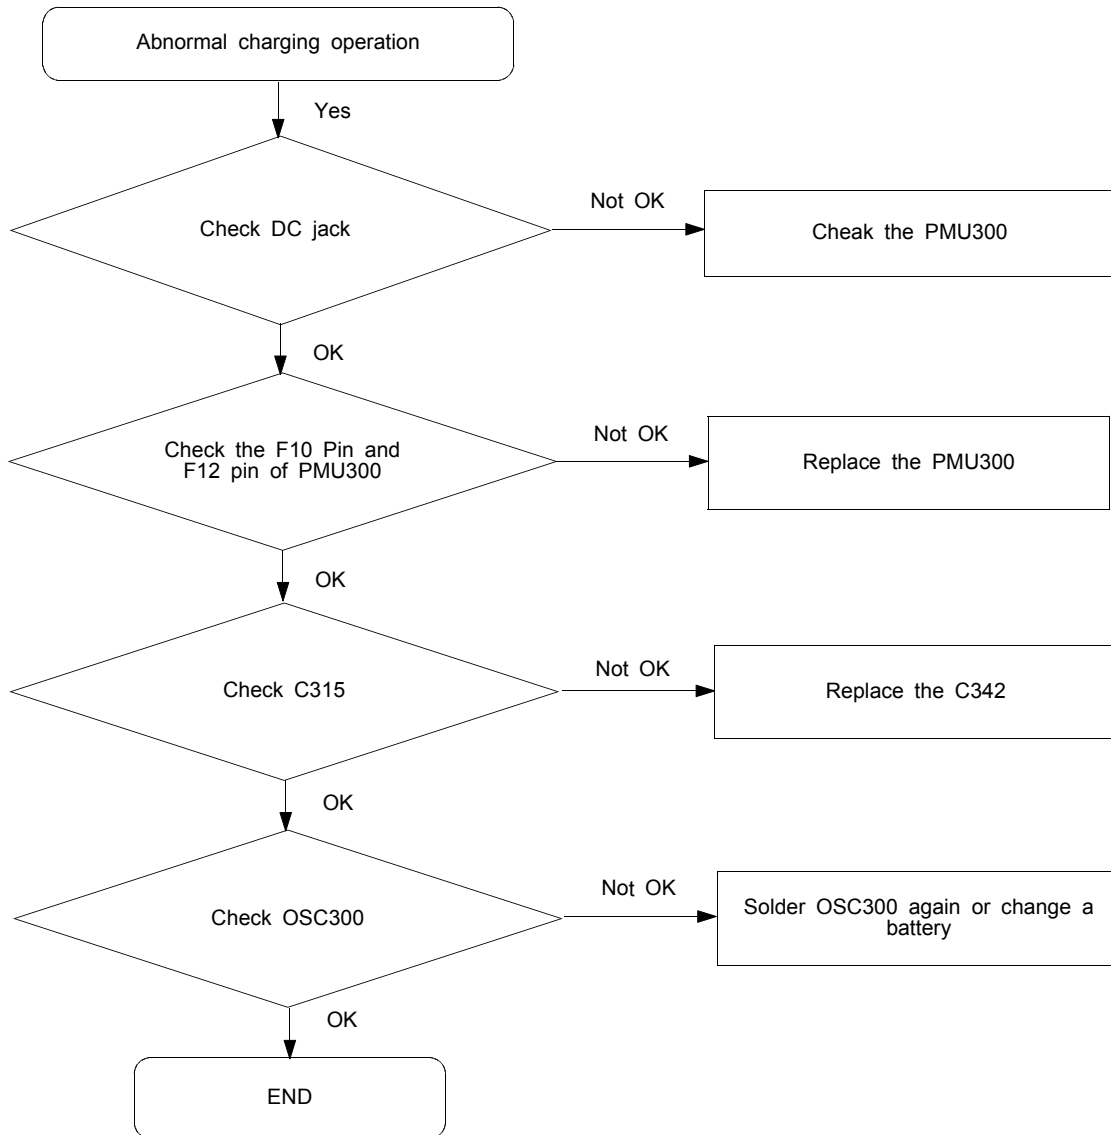 Abnormal charging operation
Yes
Check DC jack
Not OK
Cheak the PMU300
OK
Check the F10 Pin and
F12 pin of PMU300
Not OK
Replace the PMU300
OK
Check C315
Not OK
Replace the C342
OK
Check OSC300
Not OK
Solder OSC300 again or change a
battery
OK
END